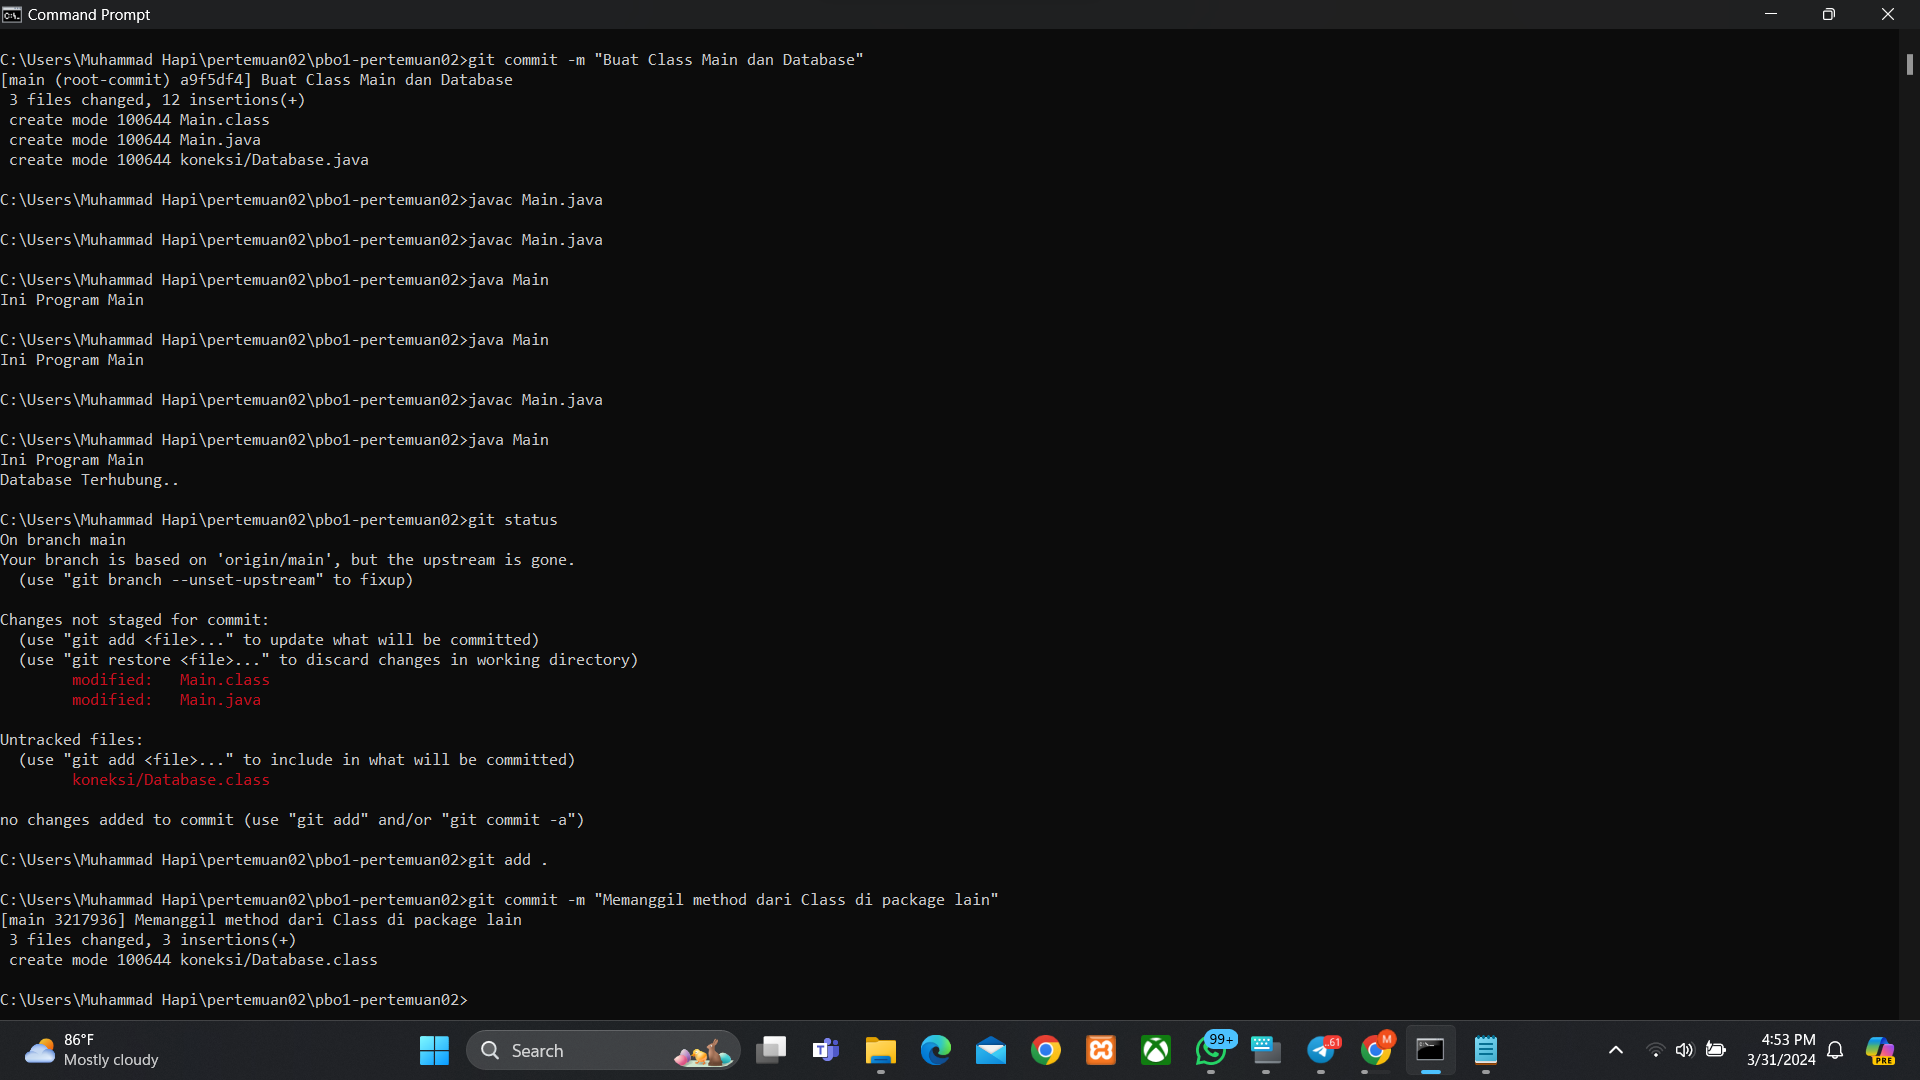 Command Prompt
C:\Users\Muhammad Hapi\pertemuan02\pbo1-pertemuan02>git commit -m "Buat Class Main dan Database"
[main (root-commit) a9f5df4] Buat Class Main dan Database
 3 files changed, 12 insertions(+)
 create mode 100644 Main.class
 create mode 100644 Main.java
 create mode 100644 koneksi/Database.java
C:\Users\Muhammad Hapi\pertemuan02\pbo1-pertemuan02>javac Main.java
C:\Users\Muhammad Hapi\pertemuan02\pbo1-pertemuan02>javac Main.java
C:\Users\Muhammad Hapi\pertemuan02\pbo1-pertemuan02>java Main
Ini Program Main
C:\Users\Muhammad Hapi\pertemuan02\pbo1-pertemuan02>java Main
Ini Program Main
C:\Users\Muhammad Hapi\pertemuan02\pbo1-pertemuan02>javac Main.java
C:\Users\Muhammad Hapi\pertemuan02\pbo1-pertemuan02>java Main
Ini Program Main
Database Terhubung..
C:\Users\Muhammad Hapi\pertemuan02\pbo1-pertemuan02>git status
On branch main
Your branch is based on 'origin/main', but the upstream is gone.
  (use "git branch --unset-upstream" to fixup)
Changes not staged for commit:
  (use "git add <file>..." to update what will be committed)
  (use "git restore <file>..." to discard changes in working directory)
        modified:   Main.class
        modified:   Main.java
Untracked files:
  (use "git add <file>..." to include in what will be committed)
        koneksi/Database.class
no changes added to commit (use "git add" and/or "git commit -a")
C:\Users\Muhammad Hapi\pertemuan02\pbo1-pertemuan02>git add .
C:\Users\Muhammad Hapi\pertemuan02\pbo1-pertemuan02>git commit -m "Memanggil method dari Class di package lain"
[main 3217936] Memanggil method dari Class di package lain
 3 files changed, 3 insertions(+)
 create mode 100644 koneksi/Database.class
C:\Users\Muhammad Hapi\pertemuan02\pbo1-pertemuan02>
86°F
Mostly cloudy
Search
99+
61
M
4:53 PM
3/31/2024
PRE